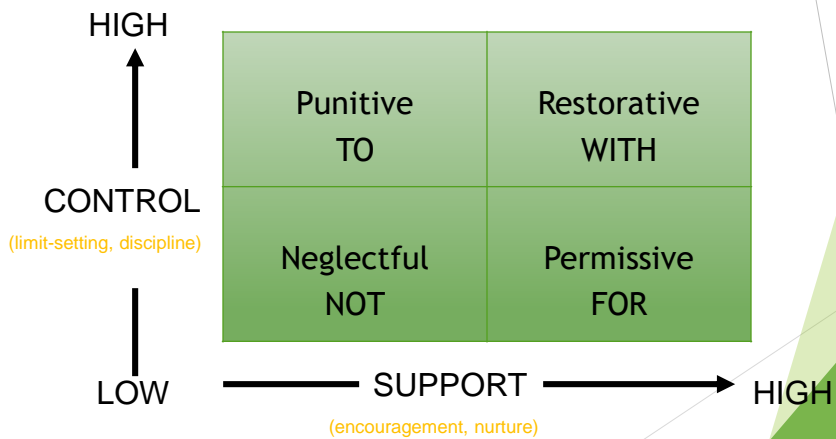 HIGH
Punitive
TO
Restorative
WITH
CONTROL
(limit-setting, discipline)
Neglectful
NOT
Permissive
FOR
LOW
SUPPORT
HIGH
(encouragement, nurture)